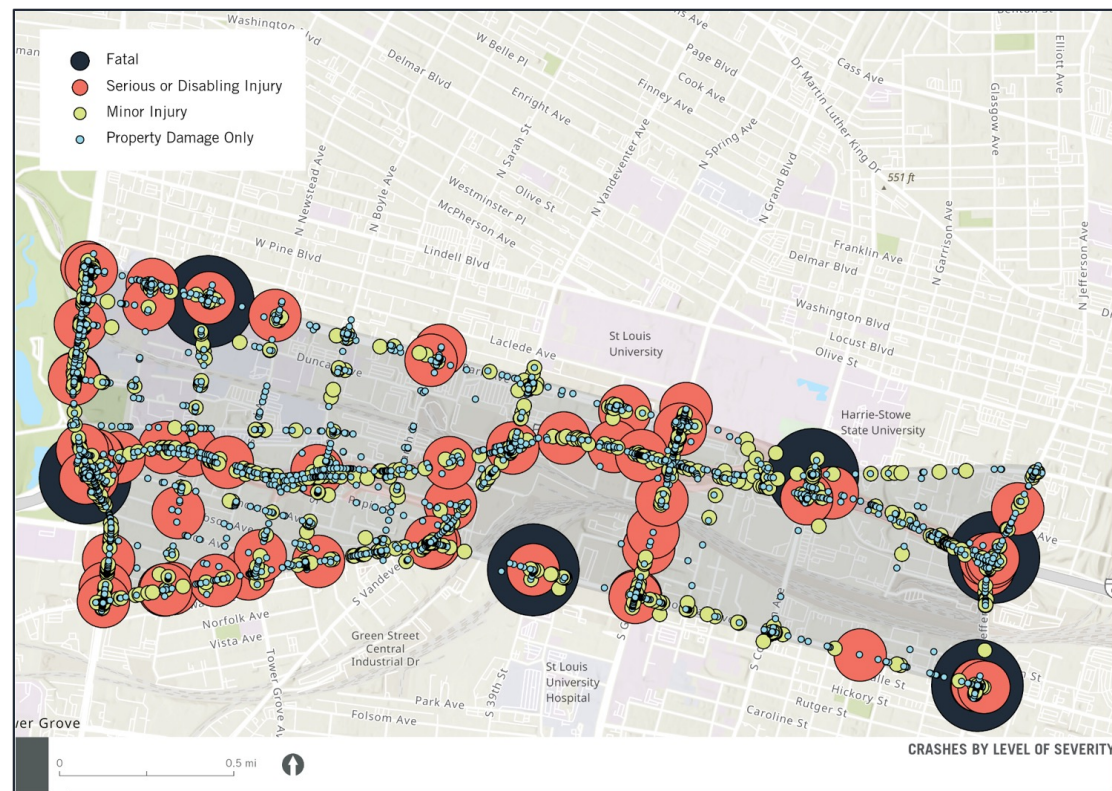 Fatal
Serious or Disabling Injury
Minor Injury
Property Damage Only
Washington Blvd
Delmar Blvd
W Belle Pl
Enright Ave
N Sarah St
Olive St
Westminster Pl
McPherson Ave
Lindell Blvd
W Pine Blvd
N Newstead Ave
N Boyle Ave
N Vandeventer Ave
Finney Ave
Cook Ave
Page Blvd
N Spring Ave
N Grand Blvd
Dr Martin Luther King Dr
Cass Ave
551 ft
Glasgow Ave
Elliott Ave
N Garrison Ave
N Jefferson Ave
Franklin Ave
Delmar Blvd
Washington Blvd
Locust Blvd
Olive St
Laclede Ave
St Louis
University
Harrie-Stowe
State University
Norfolk Ave
Vista Ave
Tower Grove Av
S Vandeve
Green Street
Central
Industrial Dr
Park Ave
Folsom Ave
S 39th St
St Louis
University
Hospital
Hickory St
Rutger St
Caroline St
wer Grove
0
0.5 mi
CRASHES BY LEVEL OF SEVERITY